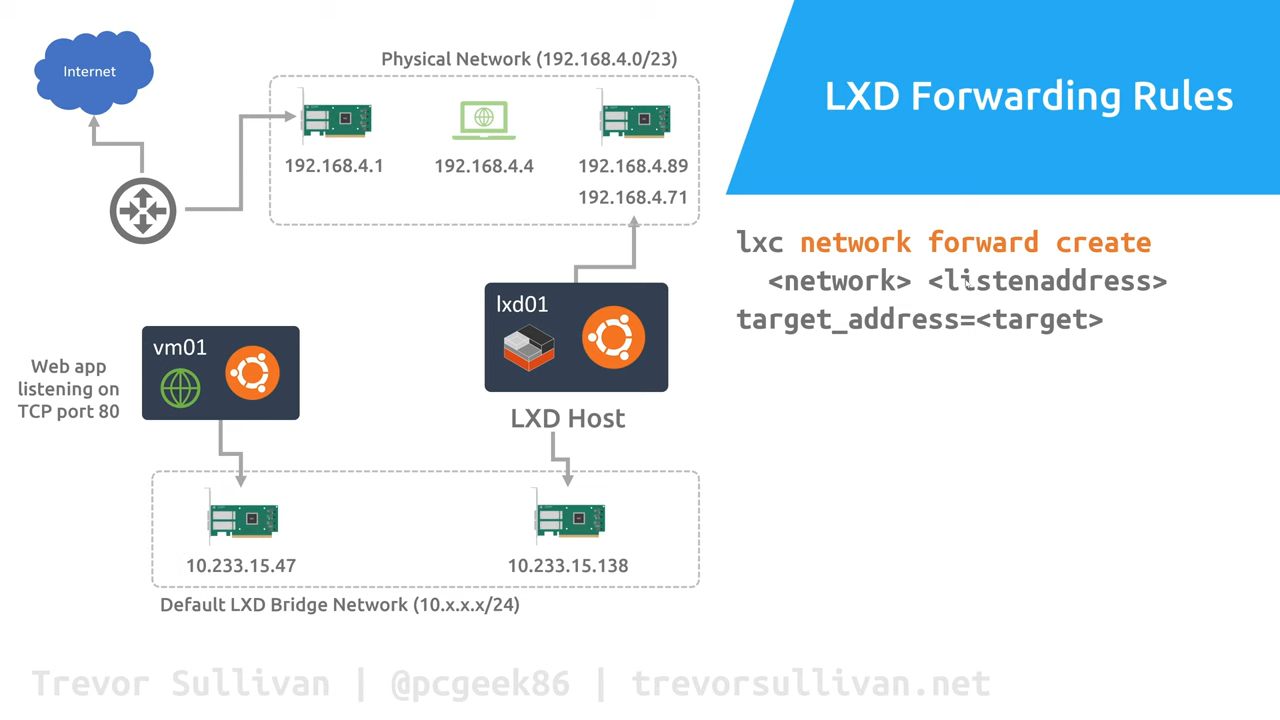 Internet
Physical Network (192.168.4.0/23)
192.168.4.1
192.168.4.4
192.168.4.89
192.168.4.71
LXD Forwarding Rules
lxc network forward create
<network> <listenaddress>
target_address=<target>
lxd01
LXD Host
vm01
Web app
listening on
TCP port 80
10.233.15.47
10.233.15.138
Default LXD Bridge Network (10.x.x.x/24)
Trevor Sullivan | @pcgeek86 | trevorsullivan.net